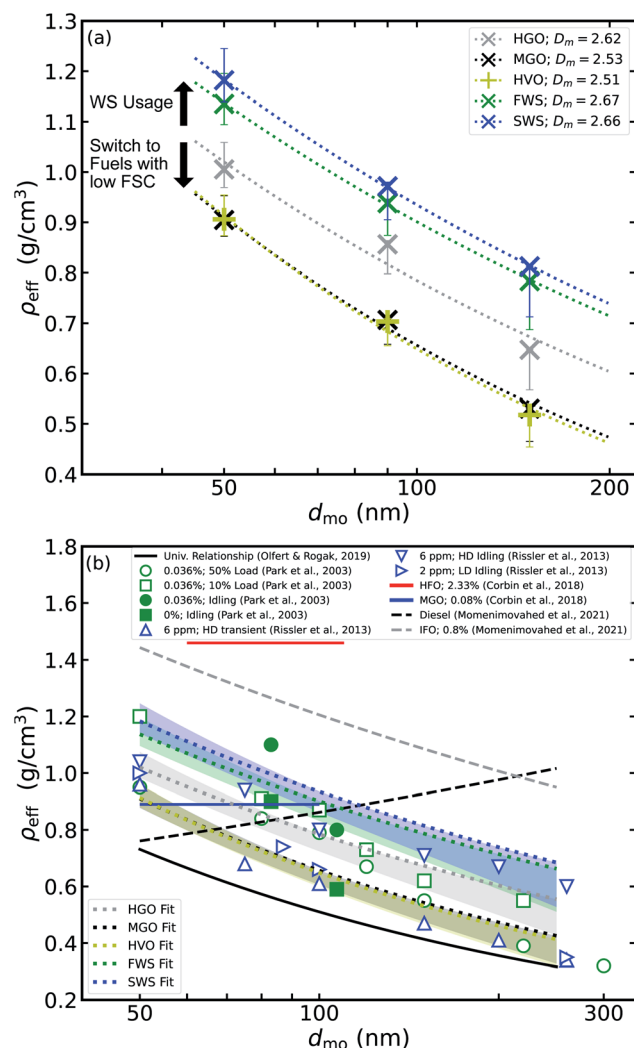 (a)
HGO; Dm = 2.62
MGO; Dm = 2.53
HVO; Dm = 2.51
FWS; Dm = 2.67
SWS; Dm = 2.66
WS Usage
Switch to
Fuels with
low FSC
1.3
1.2
1.1
1.0
0.9
0.8
0.7
0.6
0.5
0.4
ρeff (g/cm³)
50
100
200
dmo (nm)
(b)
Univ. Relationship (Olfert & Rogak, 2019)
0.036%; 50% Load (Park et al., 2003)
0.036%; 10% Load (Park et al., 2003)
0.036%; Idling (Park et al., 2003)
0%; Idling (Park et al., 2003)
6 ppm; HD transient (Rissler et al., 2013)
6 ppm; HD Idling (Rissler et al., 2013)
2 ppm; LD Idling (Rissler et al., 2013)
HFO: 2.33% (Corbin et al., 2018)
MGO: 0.08% (Corbin et al., 2018)
Diesel (Momenimovahed et al., 2021)
IFO: 0.8% (Momenimovahed et al., 2021)
1.8
1.6
1.4
1.2
1.0
0.8
0.6
0.4
0.2
ρeff (g/cm³)
HGO Fit
MGO Fit
HVO Fit
FWS Fit
SWS Fit
50
100
300
dmo (nm)